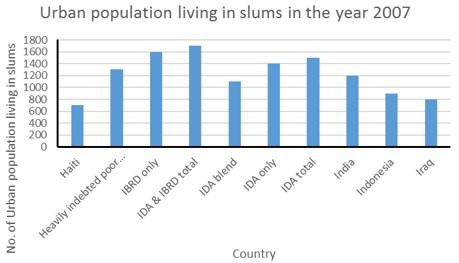 Urban population living in slums in the year 2007
No. of Urban population living in slums
1800
1600
1400
1200
1000
800
600
400
200
0
Haiti
Heavily indebted poor...
IBRD only
IDA & IBRD total
IDA blend
IDA only
IDA total
India
Indonesia
Iraq
Country